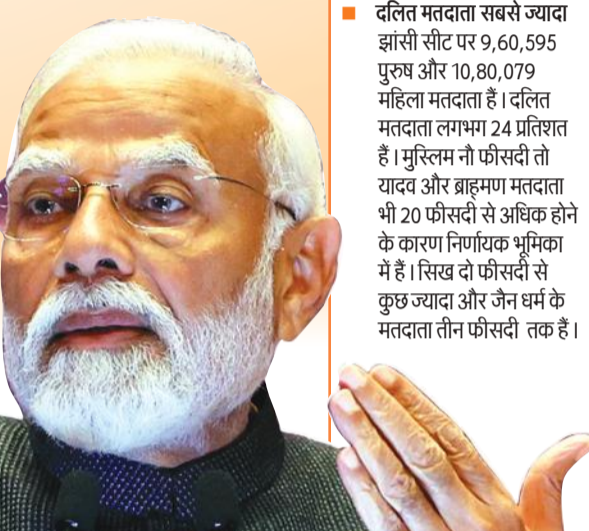 दलित मतदाता सबसे ज्यादा
झांसी सीट पर 9,60,595
पुरुष और 10,80,079
महिला मतदाता हैं। दलित
मतदाता लगभग 24 प्रतिशत
हैं। मुस्लिम नौ फीसदी तो
यादव और ब्राह्मण मतदाता
भी 20 फीसदी से अधिक होने
के कारण निर्णायक भूमिका
में हैं। सिख दो फीसदी से
कुछ ज्यादा और जैन धर्म के
मतदाता तीन फीसदी तक हैं।